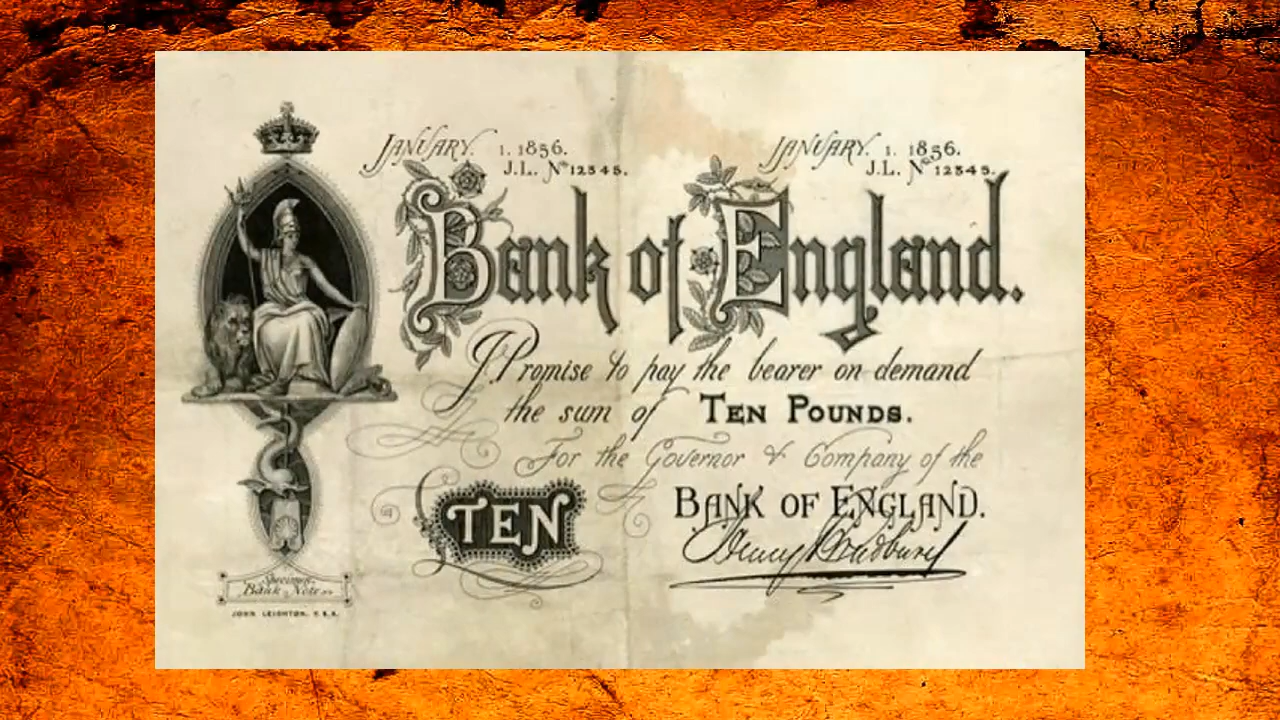 JANUARY. 1. 1856. JANUARY. 1. 1856.
J.L. No 12345. J.L. No 12345.
Bank of England.
I Promise to pay the bearer on demand
the sum of TEN POUNDS.
For the Governor & Company of the
TEN BANK OF ENGLAND.
Henry Bradbury
Specimen.
Bank Note
JOHN LEIGHTON, F.S.A.